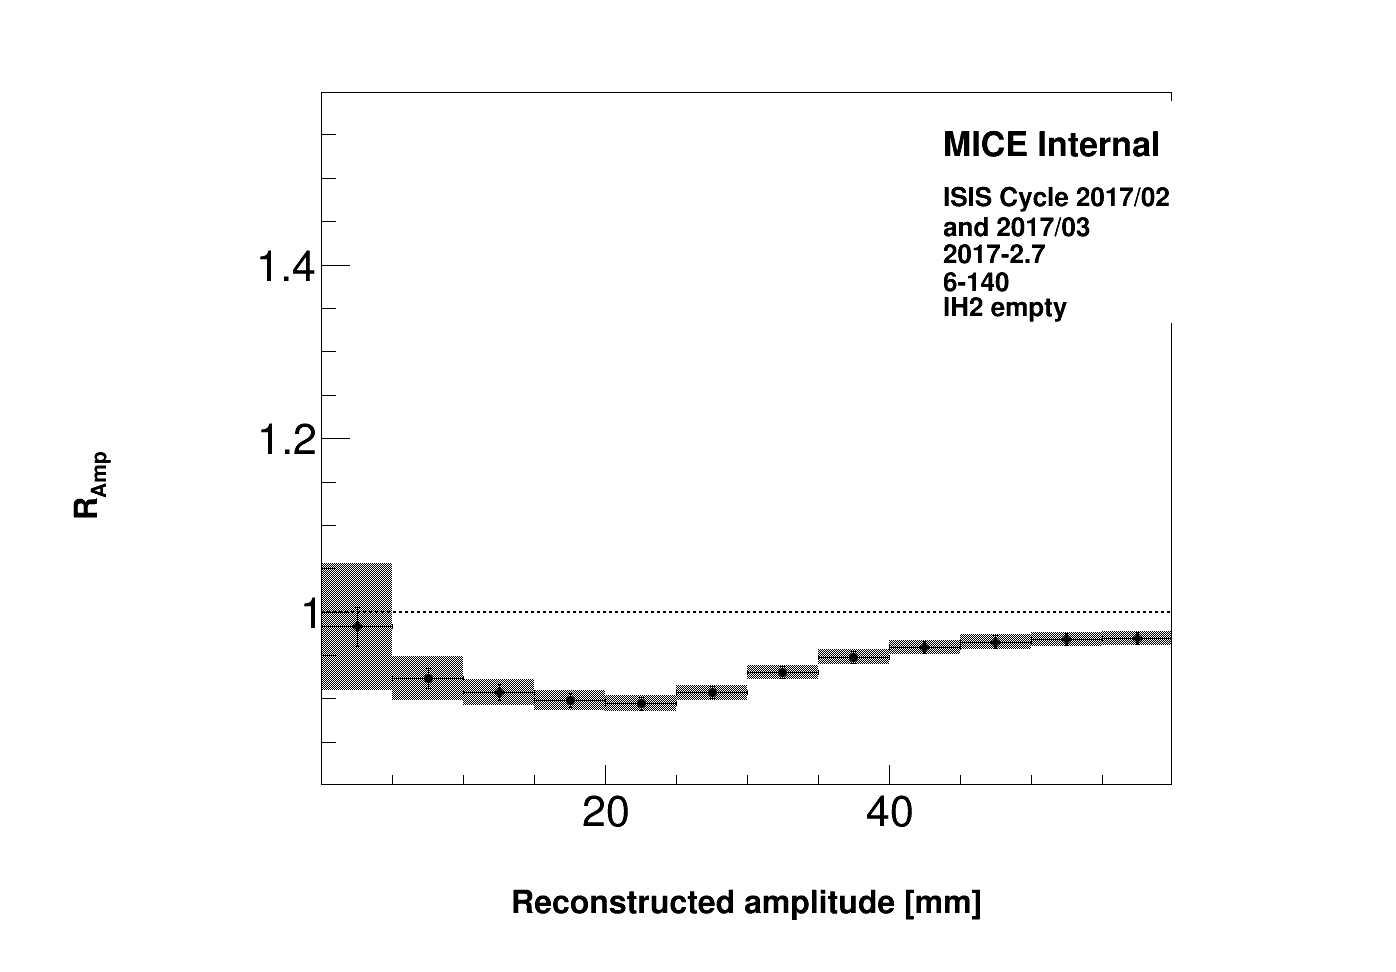 MICE Internal
ISIS Cycle 2017/02
and 2017/03
2017-2.7
6-140
lH2 empty
1.4
1.2
1
R_Amp
20
40
Reconstructed amplitude [mm]